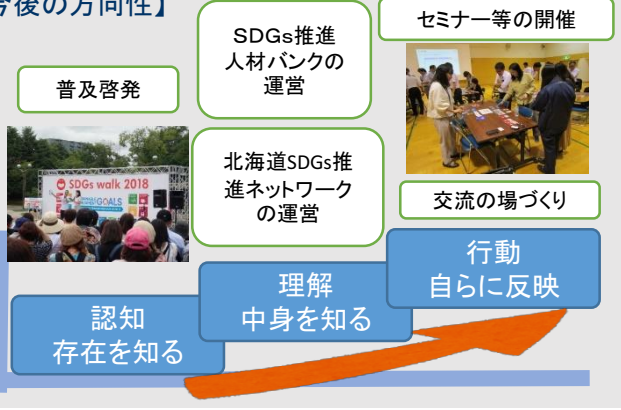 今後の方向性】
普及啓発
SDGs推進
人材バンクの
運営
北海道SDGs推
進ネットワーク
の運営
セミナー等の開催
交流の場づくり
SDGs walk 2018
GOALS
認知
存在を知る
理解
中身を知る
行動
自らに反映